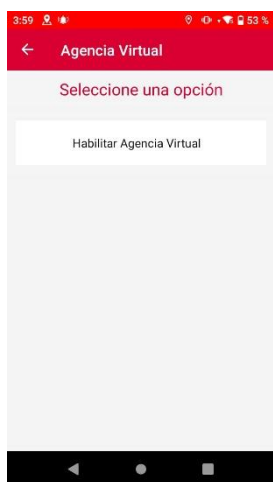 3:59 53 %
Agencia Virtual
Seleccione una opción
Habilitar Agencia Virtual